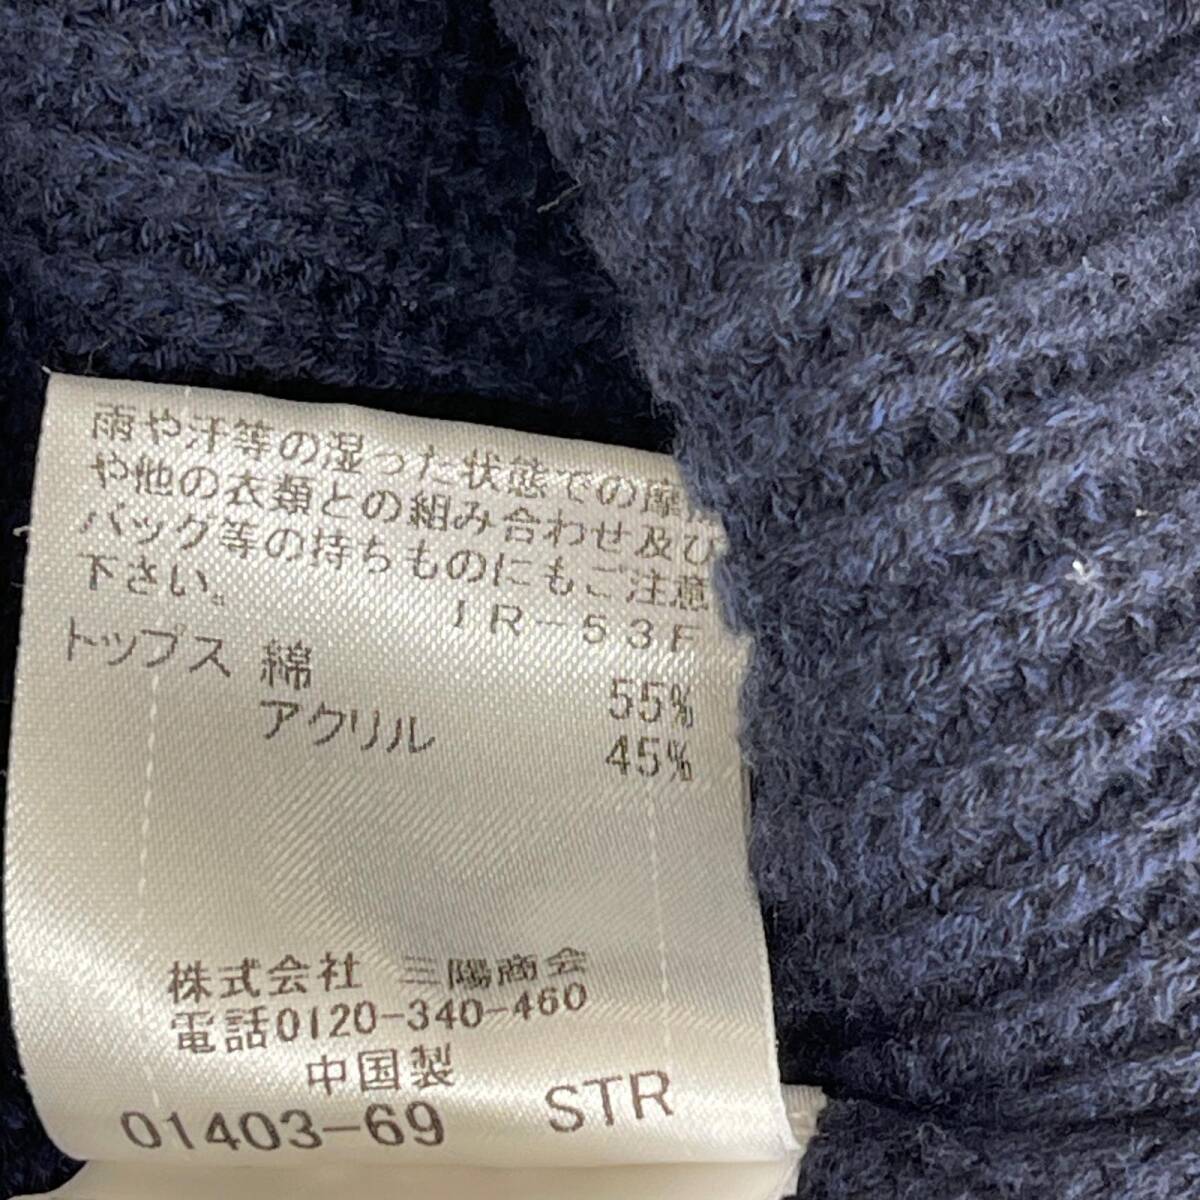 雨や汗等の湿った状態での摩
や他の衣類との組み合わせ及び
バッグ等の持ちものにもご注意
下さい。 IR-53F
トップス 綿 55%
アクリル 45%
株式会社 三陽商会
電話0120-340-460
中国製
01403-69 STR